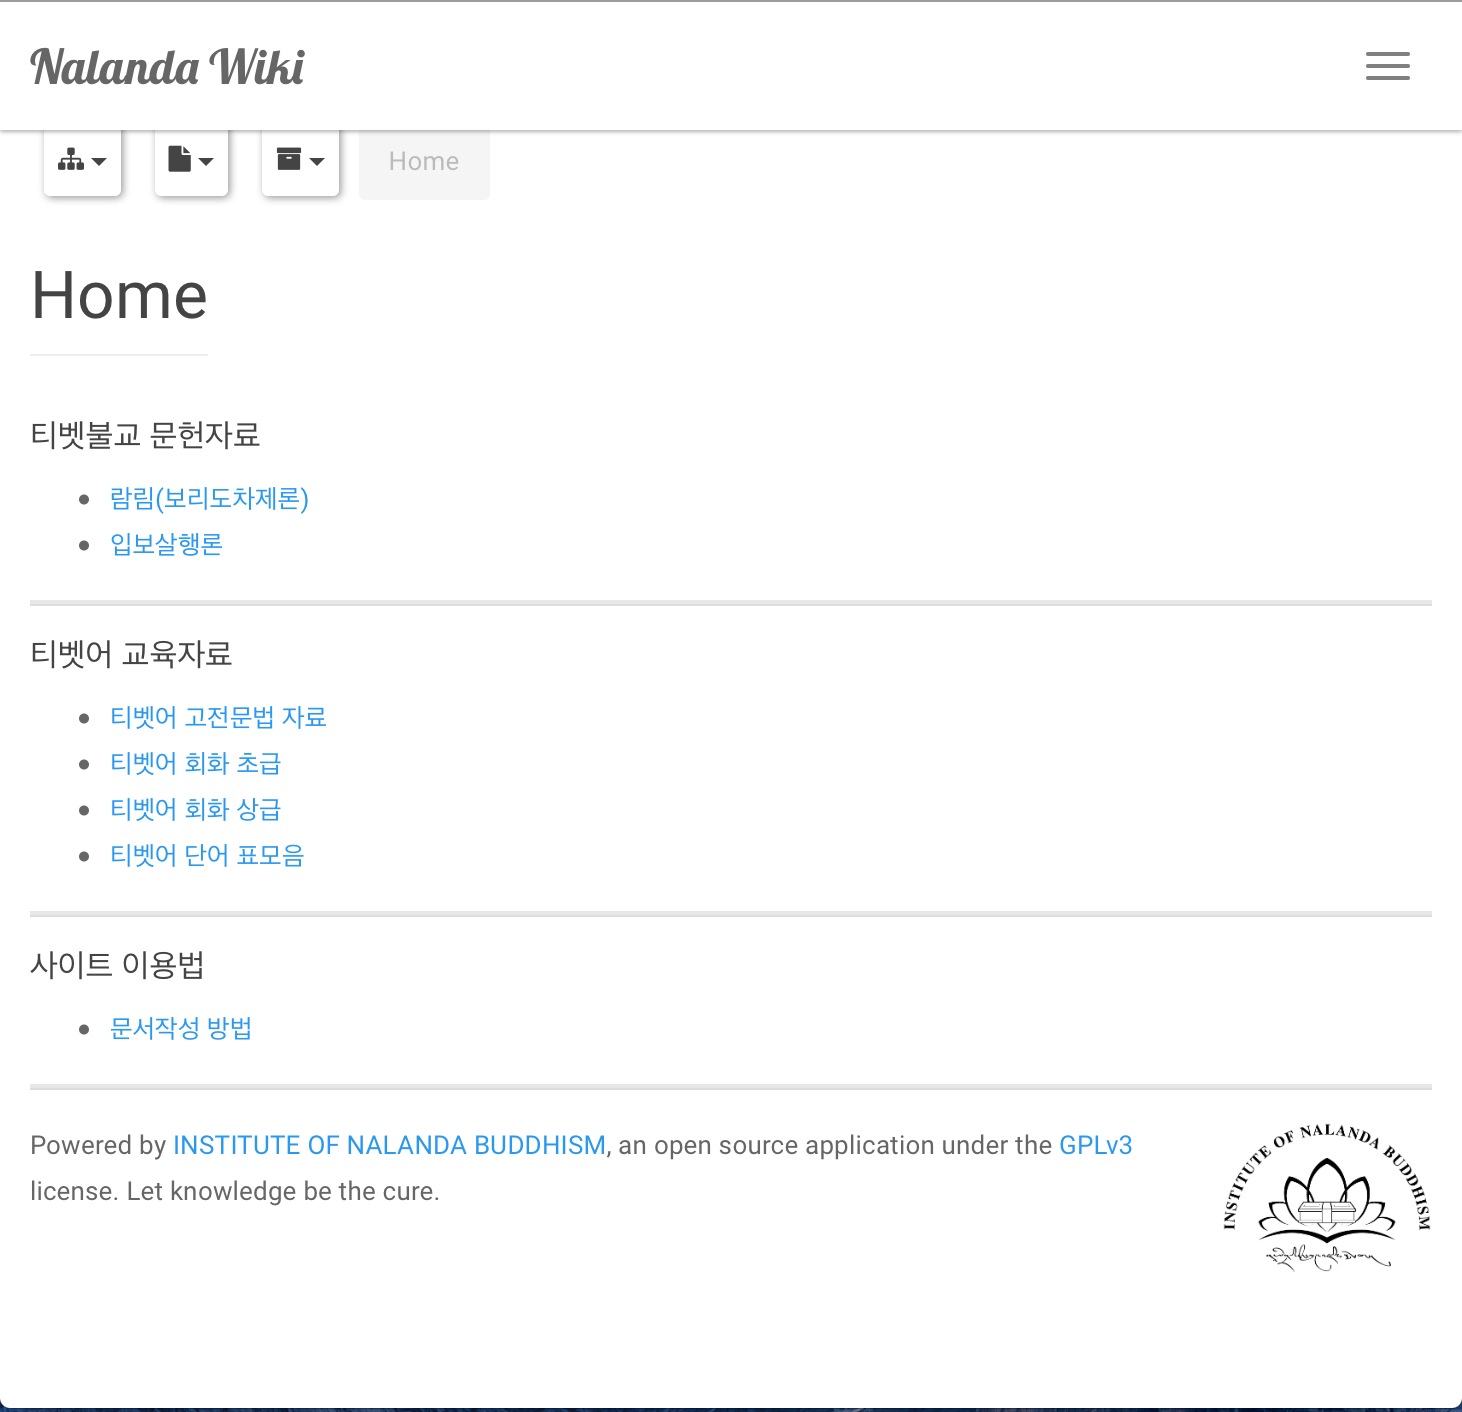 Nalanda Wiki
Home
Home
티벳불교 문헌자료
람림(보리도차제론)
입보살행론
티벳어 교육자료
티벳어 고전문법 자료
티벳어 회화 초급
티벳어 회화 상급
티벳어 단어 표모음
사이트 이용법
문서작성 방법
Powered by INSTITUTE OF NALANDA BUDDHISM, an open source application under the GPLv3
license. Let knowledge be the cure.
INSTITUTE OF NALANDA BUDDHISM